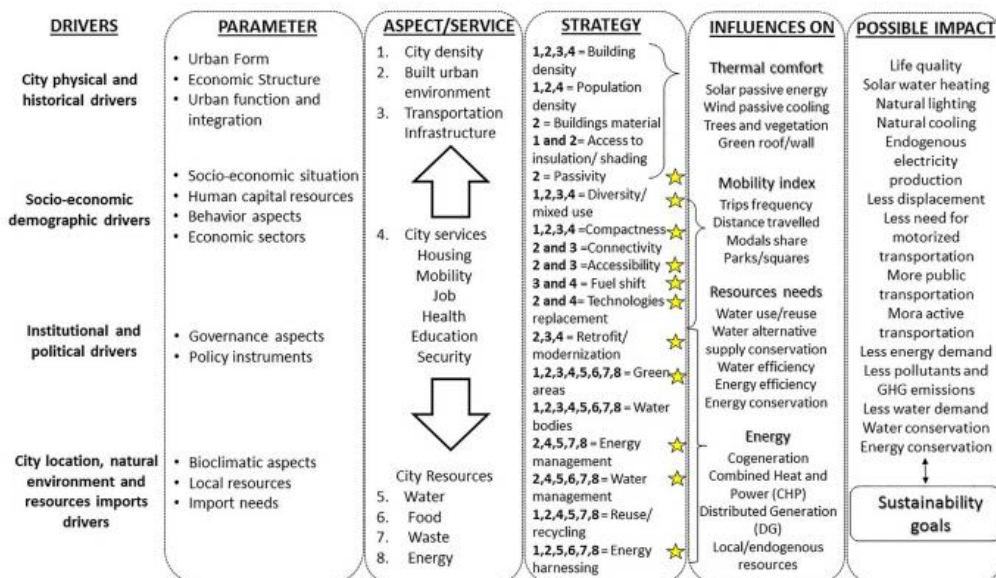 DRIVERS
City physical and
historical drivers
Socio-economic
demographic drivers
Institutional and
political drivers
City location, natural
environment and
resources imports
drivers
PARAMETER
• Urban Form
• Economic Structure
• Urban function and
integration
• Socio-economic situation
• Human capital resources
• Behavior aspects
• Economic sectors
• Governance aspects
• Policy instruments
• Bioclimatic aspects
• Local resources
• Import needs
ASPECT/SERVICE
1. City density
2. Built urban
environment
3. Transportation
Infrastructure
4. City services
Housing
Mobility
Job
Health
Education
Security
City Resources
5. Water
6. Food
7. Waste
8. Energy
STRATEGY
1,2,3,4 = Building
density
1,2,4 = Population
density
2 = Buildings material
1 and 2= Access to
insulation/ shading
2 = Passivity
1,2,3,4 = Diversity/
mixed use
1,2,3,4 =Compactness
2 and 3 =Connectivity
2 and 3 =Accessibility
3 and 4 = Fuel shift
2 and 4= Technologies
replacement
2,3,4 = Retrofit/
modernization
1,2,3,4,5,6,7,8 = Green
areas
1,2,3,4,5,6,7,8 = Water
bodies
2,4,5,7,8 = Energy
management
2,4,5,6,7,8 = Water
management
1,2,4,5,7,8 = Reuse/
recycling
1,2,5,6,7,8 = Energy
harnessing
INFLUENCES ON
Thermal comfort
Solar passive energy
Wind passive cooling
Trees and vegetation
Green roof/wall
Mobility index
Trips frequency
Distance travelled
Modals share
Parks/squares
Resources needs
Water use/reuse
Water alternative
supply conservation
Water efficiency
Energy efficiency
Energy conservation
Energy
Cogeneration
Combined Heat and
Power (CHP)
Distributed Generation
(DG)
Local/endogenous
resources
POSSIBLE IMPACT
Life quality
Solar water heating
Natural lighting
Natural cooling
Endogenous
electricity
production
Less displacement
Less need for
motorized
transportation
More public
transportation
Mora active
transportation
Less energy demand
Less pollutants and
GHG emissions
Less water demand
Water conservation
Energy conservation
Sustainability
goals